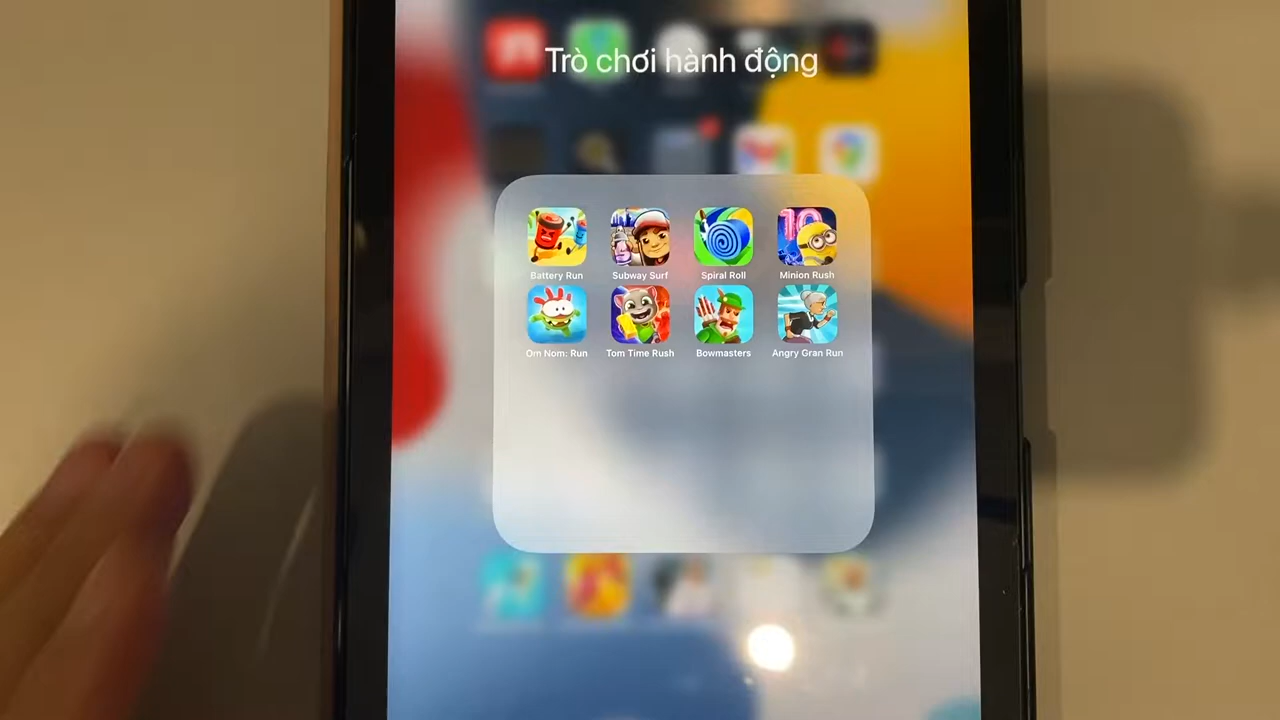 Trò chơi hành động
Battery Run
Subway Surf
Spiral Roll
Minion Rush
Om Nom: Run
Tom Time Rush
Bowmasters
Angry Gran Run
10